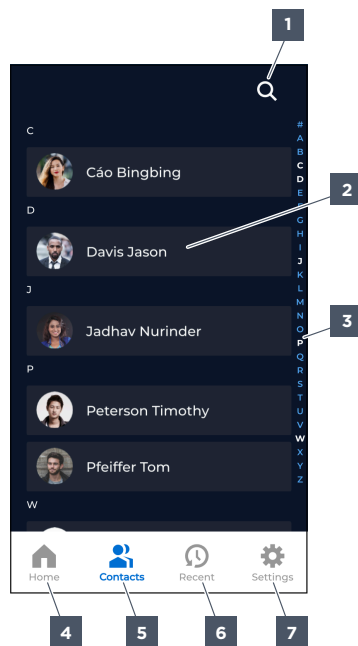 1
C
Cáo Bingbing
D
Davis Jason
J
Jadhav Nurinder
P
Peterson Timothy
Pfeiffer Tom
W
#
A
B
C
D
E
F
G
H
I
J
K
L
M
N
O
P
Q
R
S
T
U
V
W
X
Y
Z
2
3
Home
Contacts
Recent
Settings
4
5
6
7